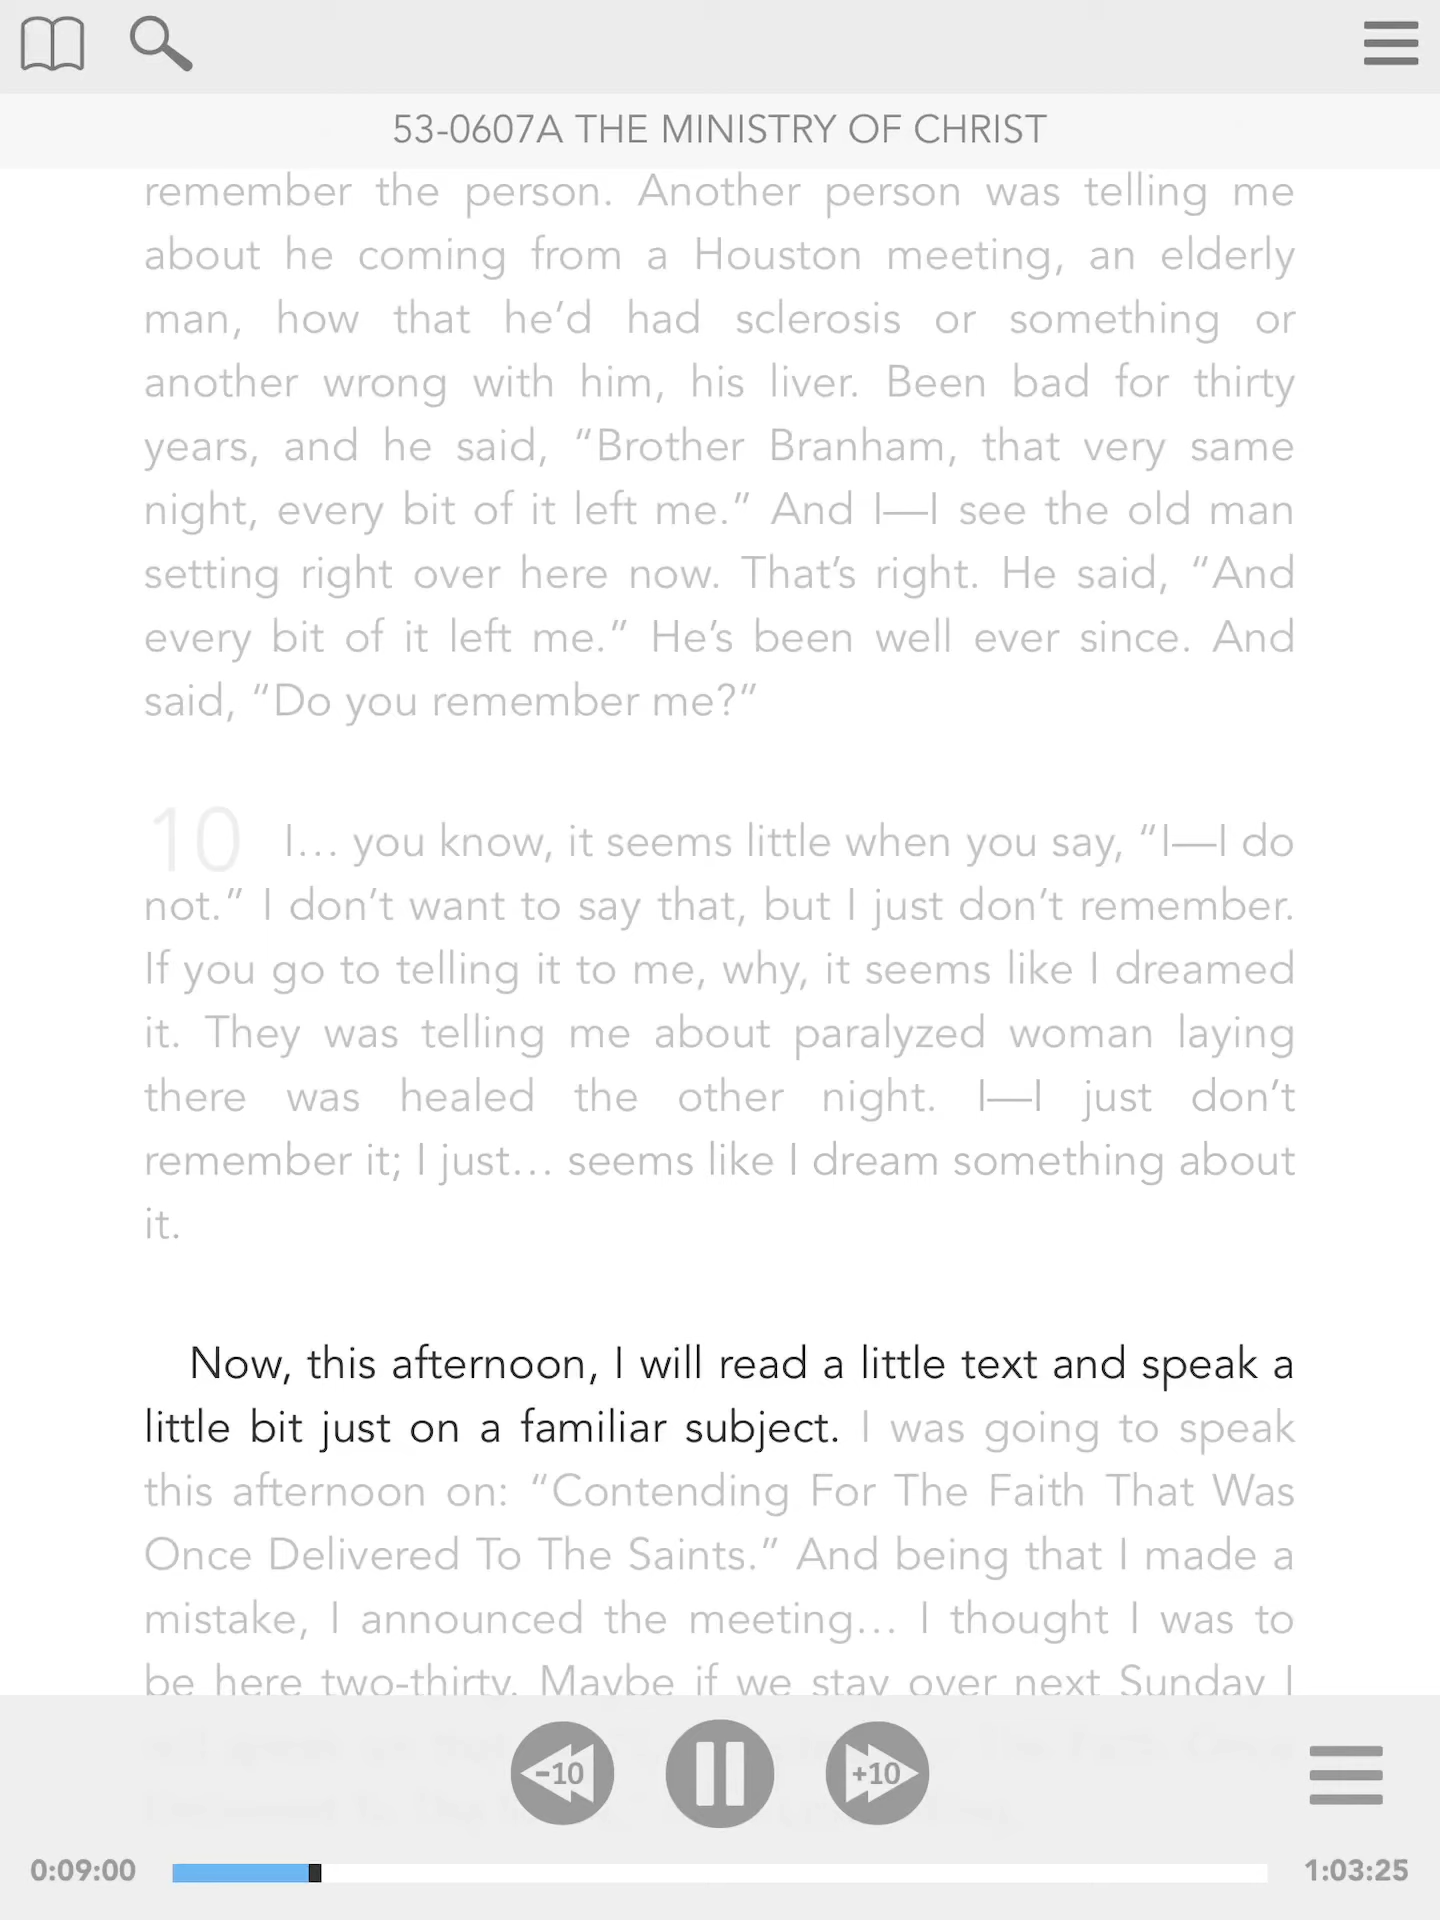 53-0607A THE MINISTRY OF CHRIST
remember the person. Another person was telling me
about he coming from a Houston meeting, an elderly
man, how that he’d had sclerosis or something or
another wrong with him, his liver. Been bad for thirty
years, and he said, “Brother Branham, that very same
night, every bit of it left me.” And I—I see the old man
setting right over here now. That’s right. He said, “And
every bit of it left me.” He’s been well ever since. And
said, “Do you remember me?”
10 I… you know, it seems little when you say, “I—I do
not.” I don’t want to say that, but I just don’t remember.
If you go to telling it to me, why, it seems like I dreamed
it. They was telling me about paralyzed woman laying
there was healed the other night. I—I just don’t
remember it; I just… seems like I dream something about
it.
Now, this afternoon, I will read a little text and speak a
little bit just on a familiar subject. I was going to speak
this afternoon on: “Contending For The Faith That Was
Once Delivered To The Saints.” And being that I made a
mistake, I announced the meeting… I thought I was to
be here two-thirty. Maybe if we stay over next Sunday I
-10 +10
0:09:00 1:03:25